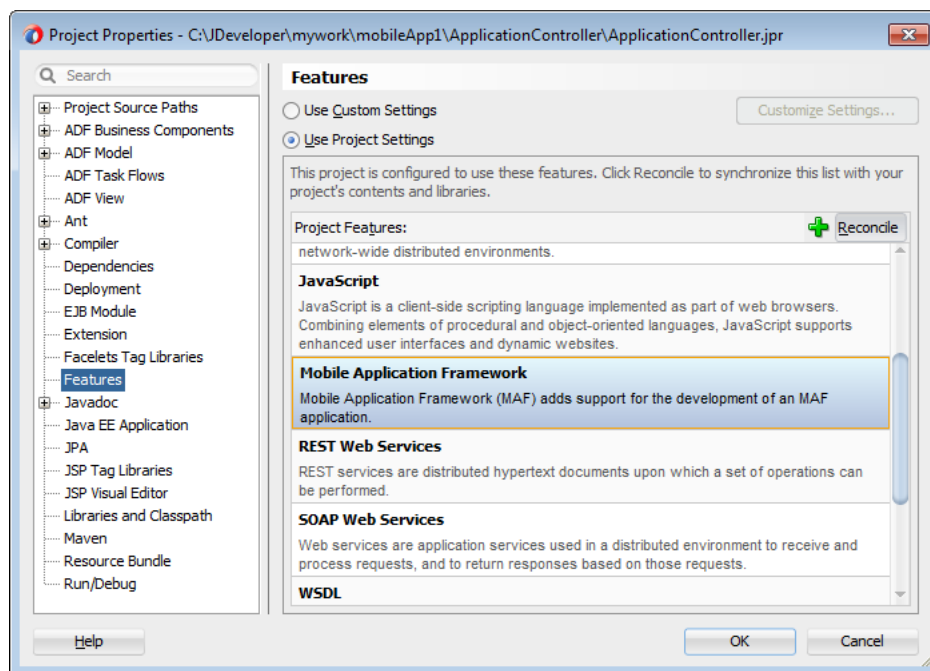 Project Properties - C:\JDeveloper\mywork\mobileApp1\ApplicationController\ApplicationController.jpr
Search
Project Source Paths
ADF Business Components
ADF Model
ADF Task Flows
ADF View
Ant
Compiler
Dependencies
Deployment
EJB Module
Extension
Facelets Tag Libraries
Features
Javadoc
Java EE Application
JPA
JSP Tag Libraries
JSP Visual Editor
Libraries and Classpath
Maven
Resource Bundle
Run/Debug
Features
Use Custom Settings
Customize Settings...
Use Project Settings
This project is configured to use these features. Click Reconcile to synchronize this list with your
project's contents and libraries.
Project Features:
Reconcile
network-wide distributed environments.
JavaScript
JavaScript is a client-side scripting language implemented as part of web browsers.
Combining elements of procedural and object-oriented languages, JavaScript supports
enhanced user interfaces and dynamic websites.
Mobile Application Framework
Mobile Application Framework (MAF) adds support for the development of an MAF
application.
REST Web Services
REST services are distributed hypertext documents upon which a set of operations can
be performed.
SOAP Web Services
Web services are application services used in a distributed environment to receive and
process requests, and to return responses based on those requests.
WSDL
Help
OK
Cancel